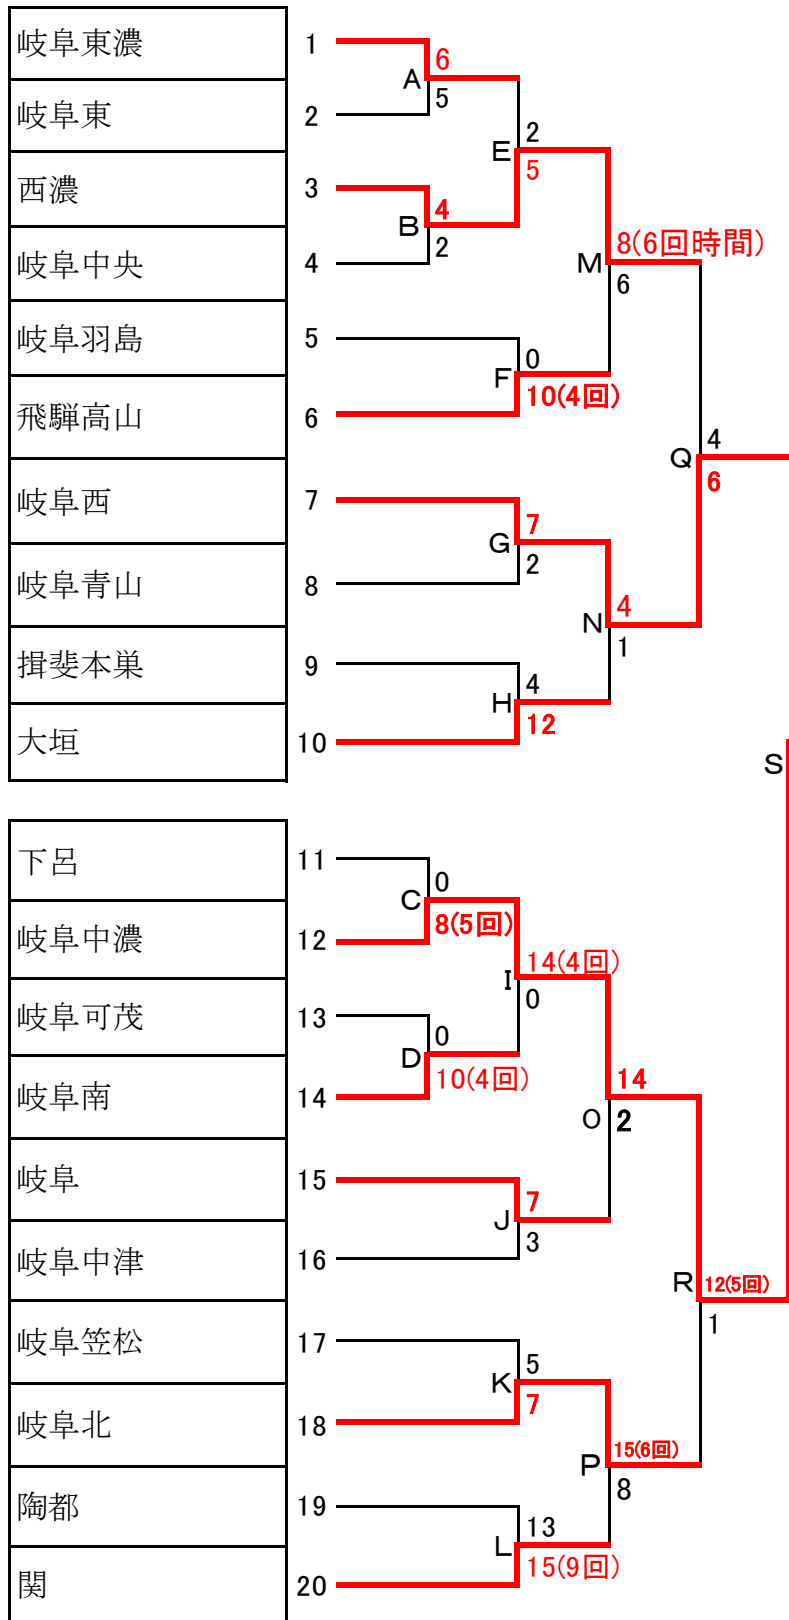 岐阜東濃 1
6
A
5
岐阜東 2
2
E
5
西濃 3
4
B
2
岐阜中央 4
8(6回時間)
M
6
岐阜羽島 5
0
F
10(4回)
飛騨高山 6
4
Q
6
岐阜西 7
7
G
2
岐阜青山 8
4
N
1
揖斐本巣 9
4
H
12
大垣 10
S
下呂 11
0
C
8(5回)
岐阜中濃 12
14(4回)
I
0
岐阜可茂 13
0
D
10(4回)
岐阜南 14
14
O
2
岐阜 15
7
J
3
岐阜中津 16
R
12(5回)
1
岐阜笠松 17
5
K
7
岐阜北 18
15(6回)
P
8
陶都 19
13
L
15(9回)
関 20